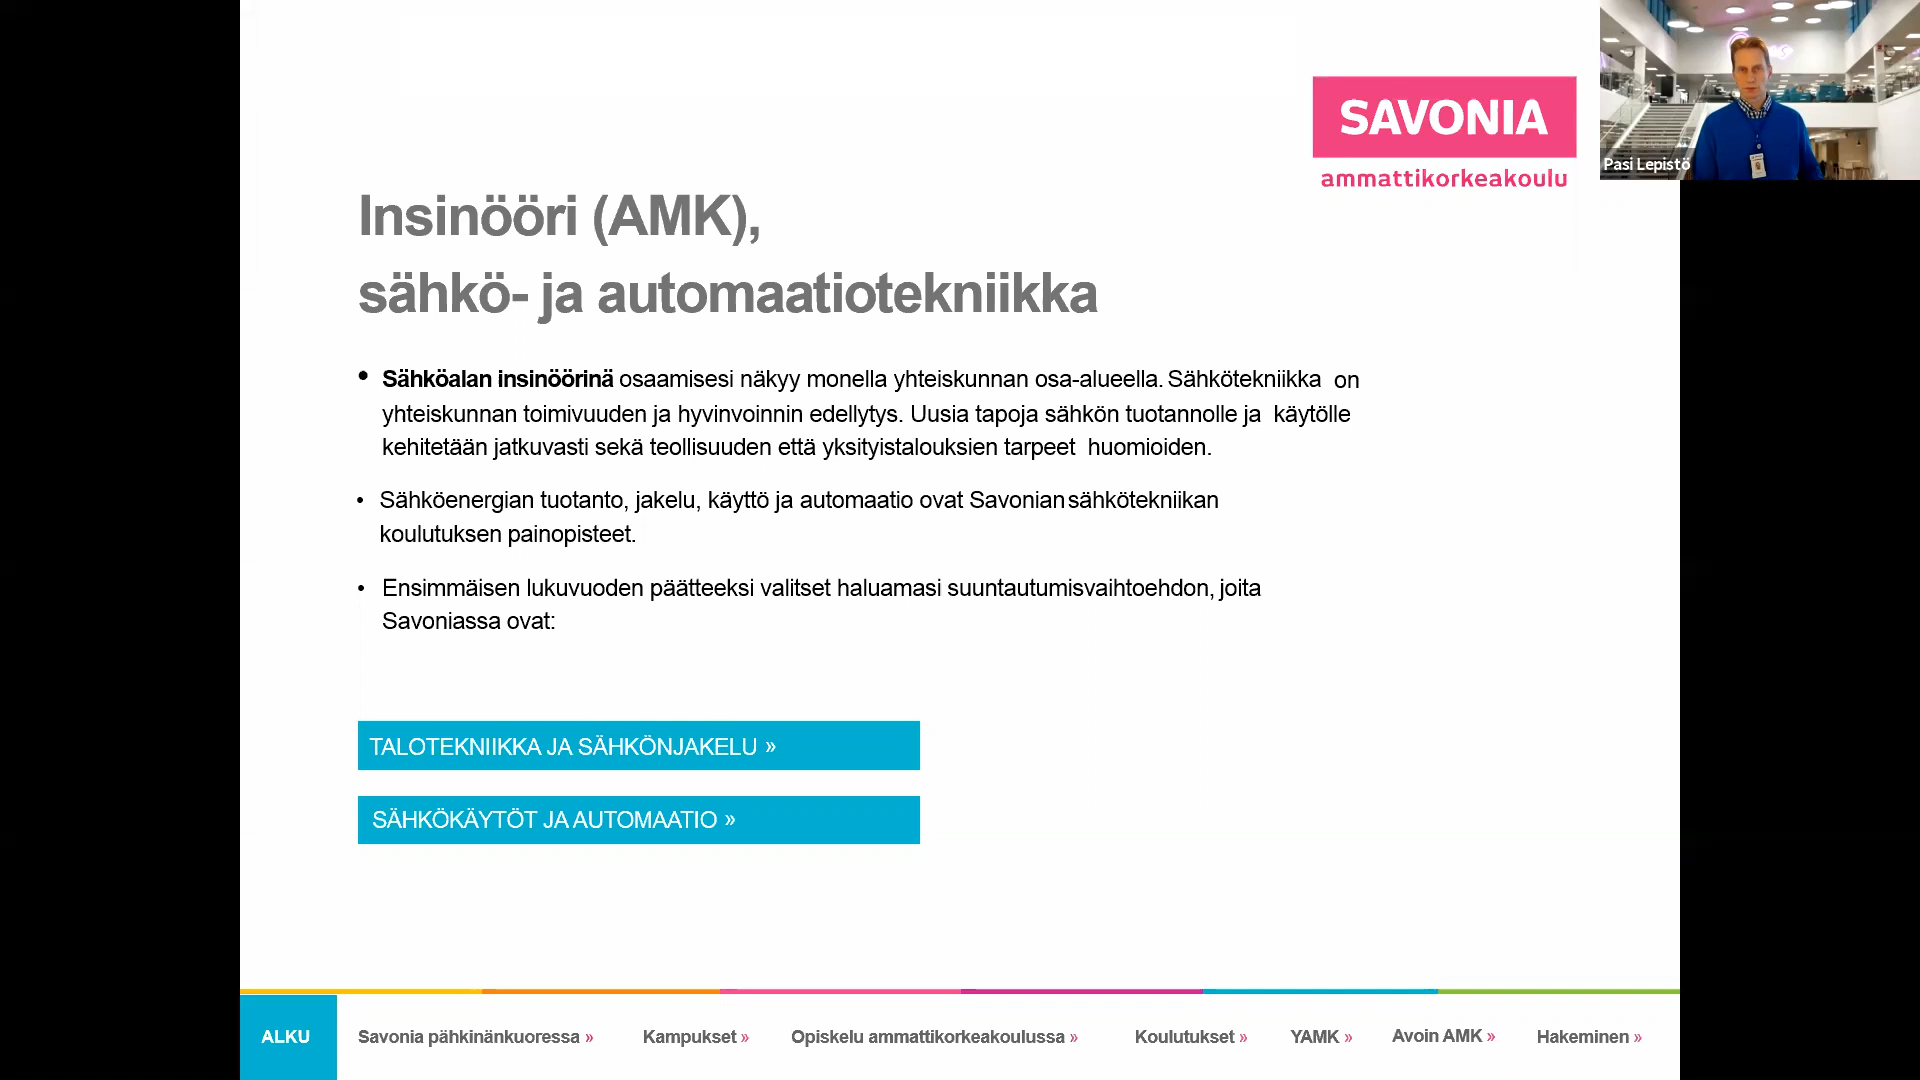 SAVONIA
ammattikorkeakoulu
Pasi Lepistö
Insinööri (AMK),
sähkö- ja automaatiotekniikka
• Sähköalan insinöörinä osaamisesi näkyy monella yhteiskunnan osa-alueella. Sähkötekniikka on
yhteiskunnan toimivuuden ja hyvinvoinnin edellytys. Uusia tapoja sähkön tuotannolle ja käytölle
kehitetään jatkuvasti sekä teollisuuden että yksityistalouksien tarpeet huomioiden.
• Sähköenergian tuotanto, jakelu, käyttö ja automaatio ovat Savonian sähkötekniikan
koulutuksen painopisteet.
• Ensimmäisen lukuvuoden päätteeksi valitset haluamasi suuntautumisvaihtoehdon, joita
Savoniassa ovat:
TALOTEKNIIKKA JA SÄHKÖNJAKELU »
SÄHKÖKÄYTÖT JA AUTOMAATIO »
ALKU Savonia pähkinänkuoressa » Kampukset » Opiskelu ammattikorkeakoulussa » Koulutukset » YAMK » Avoin AMK » Hakeminen »